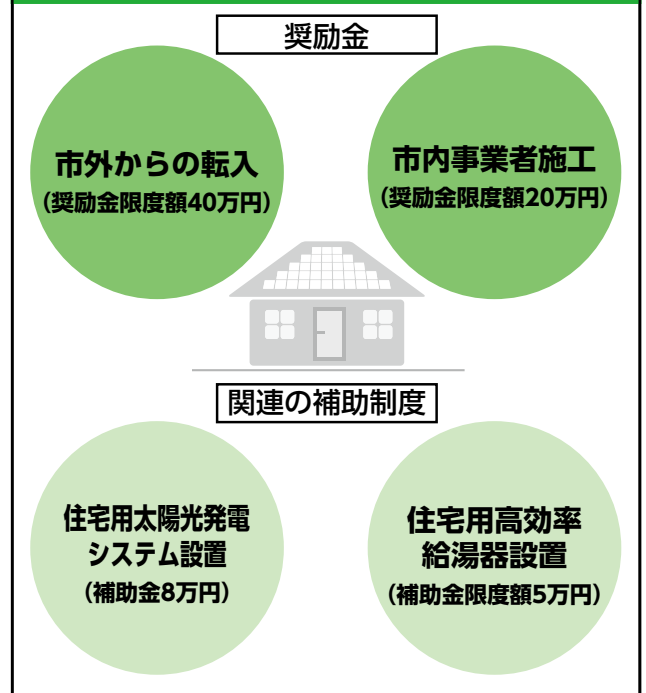 奨励金
市外からの転入
（奨励金限度額40万円）
市内事業者施工
（奨励金限度額20万円）
関連の補助制度
住宅用太陽光発電
システム設置
（補助金8万円）
住宅用高効率
給湯器設置
（補助金限度額5万円）